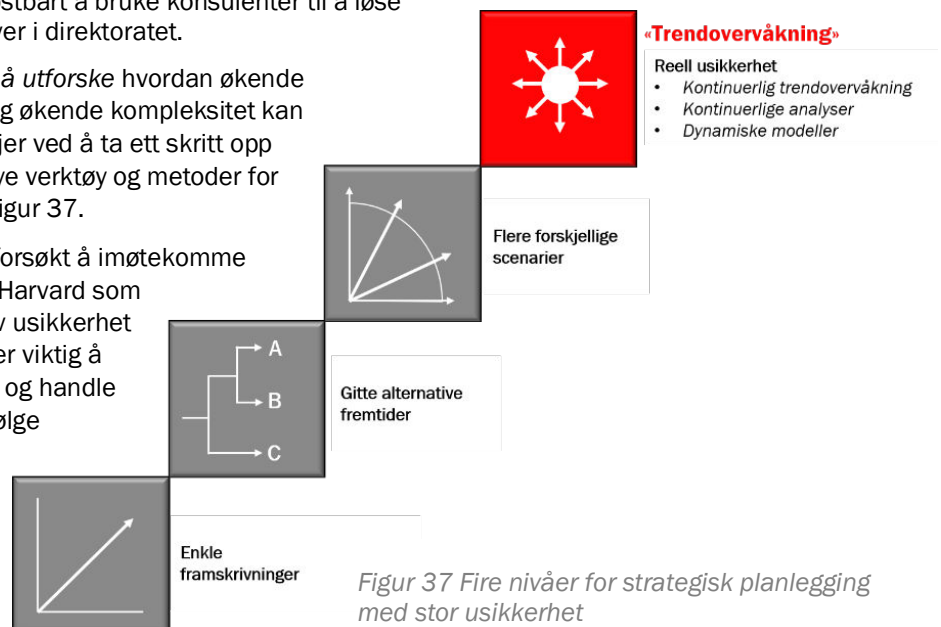 ostbart å bruke konsulenter til å løse
ver i direktoratet.
å utforske hvordan økende
g økende kompleksitet kan
jer ved å ta ett skritt opp
ve verktøy og metoder for
igur 37.
forsøkt å imøtekomme
Harvard som
v usikkerhet
er viktig å
og handle
ølge
«Trendovervåkning»
Reell usikkerhet
• Kontinuerlig trendovervåkning
• Kontinuerlige analyser
• Dynamiske modeller
Flere forskjellige
scenarier
A
B
C
Gitte alternative
fremtider
Enkle
framskrivninger
Figur 37 Fire nivåer for strategisk planlegging
med stor usikkerhet